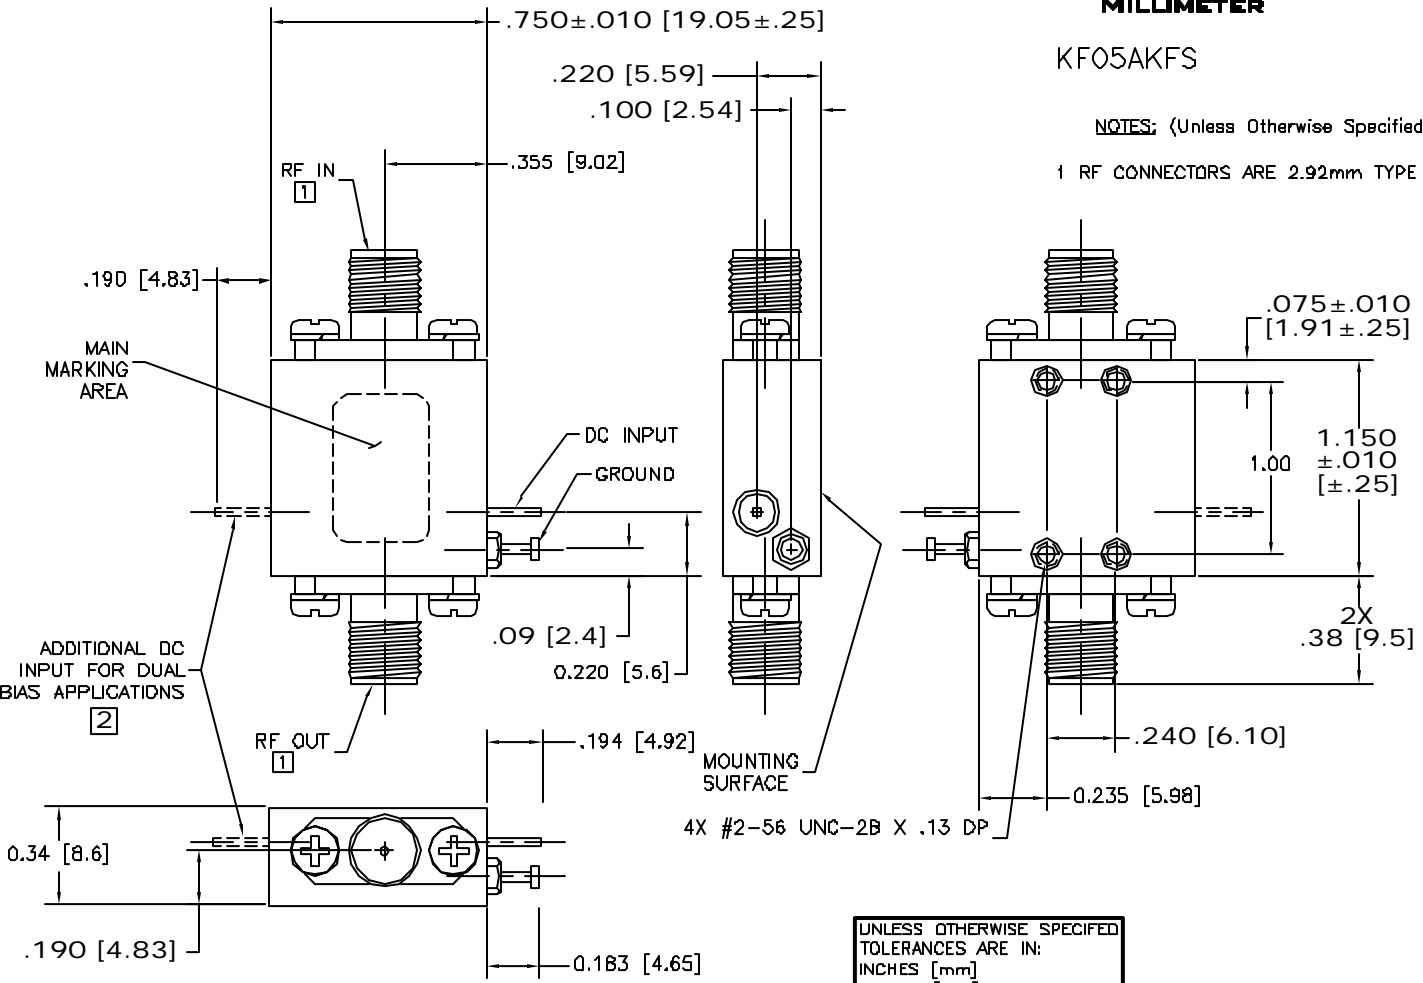 .750±.010 [19.05±.25]
MILLIMETER
.220 [5.59]
KF05AKFS
.100 [2.54]
NOTES: (Unless Otherwise Specified
.355 [9.02]
RF IN
1
1 RF CONNECTORS ARE 2.92mm TYPE
.190 [4.83]
.075±.010
[1.91±.25]
MAIN
MARKING
AREA
DC INPUT
GROUND
1.00
1.150
±.010
[±.25]
.09 [2.4]
0.220 [5.6]
2X
.38 [9.5]
ADDITIONAL DC
INPUT FOR DUAL
BIAS APPLICATIONS
2
RF OUT
1
.194 [4.92]
MOUNTING
SURFACE
.240 [6.10]
0.235 [5.98]
4X #2-56 UNC-2B X .13 DP
0.34 [8.6]
.190 [4.83]
0.183 [4.65]
UNLESS OTHERWISE SPECIFED
TOLERANCES ARE IN:
INCHES [mm]